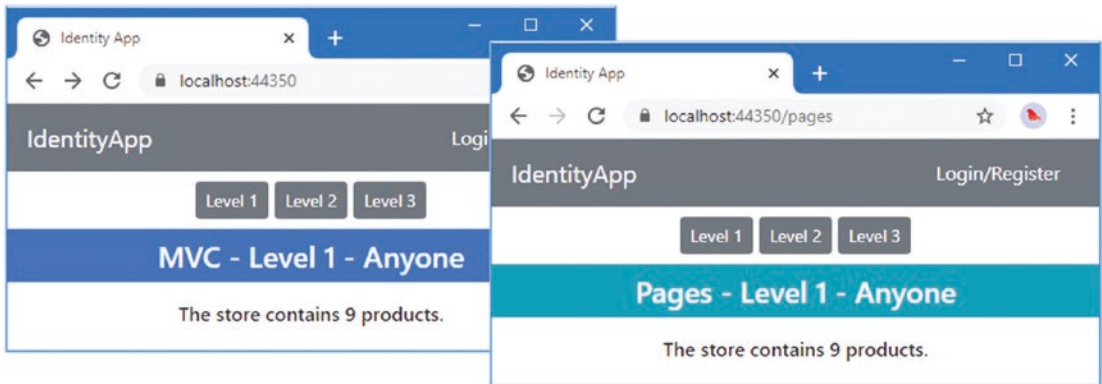 Identity App
localhost:44350
IdentityApp
Logi
Level 1 Level 2 Level 3
MVC - Level 1 - Anyone
The store contains 9 products.
Identity App
localhost:44350/pages
IdentityApp Login/Register
Level 1 Level 2 Level 3
Pages - Level 1 - Anyone
The store contains 9 products.